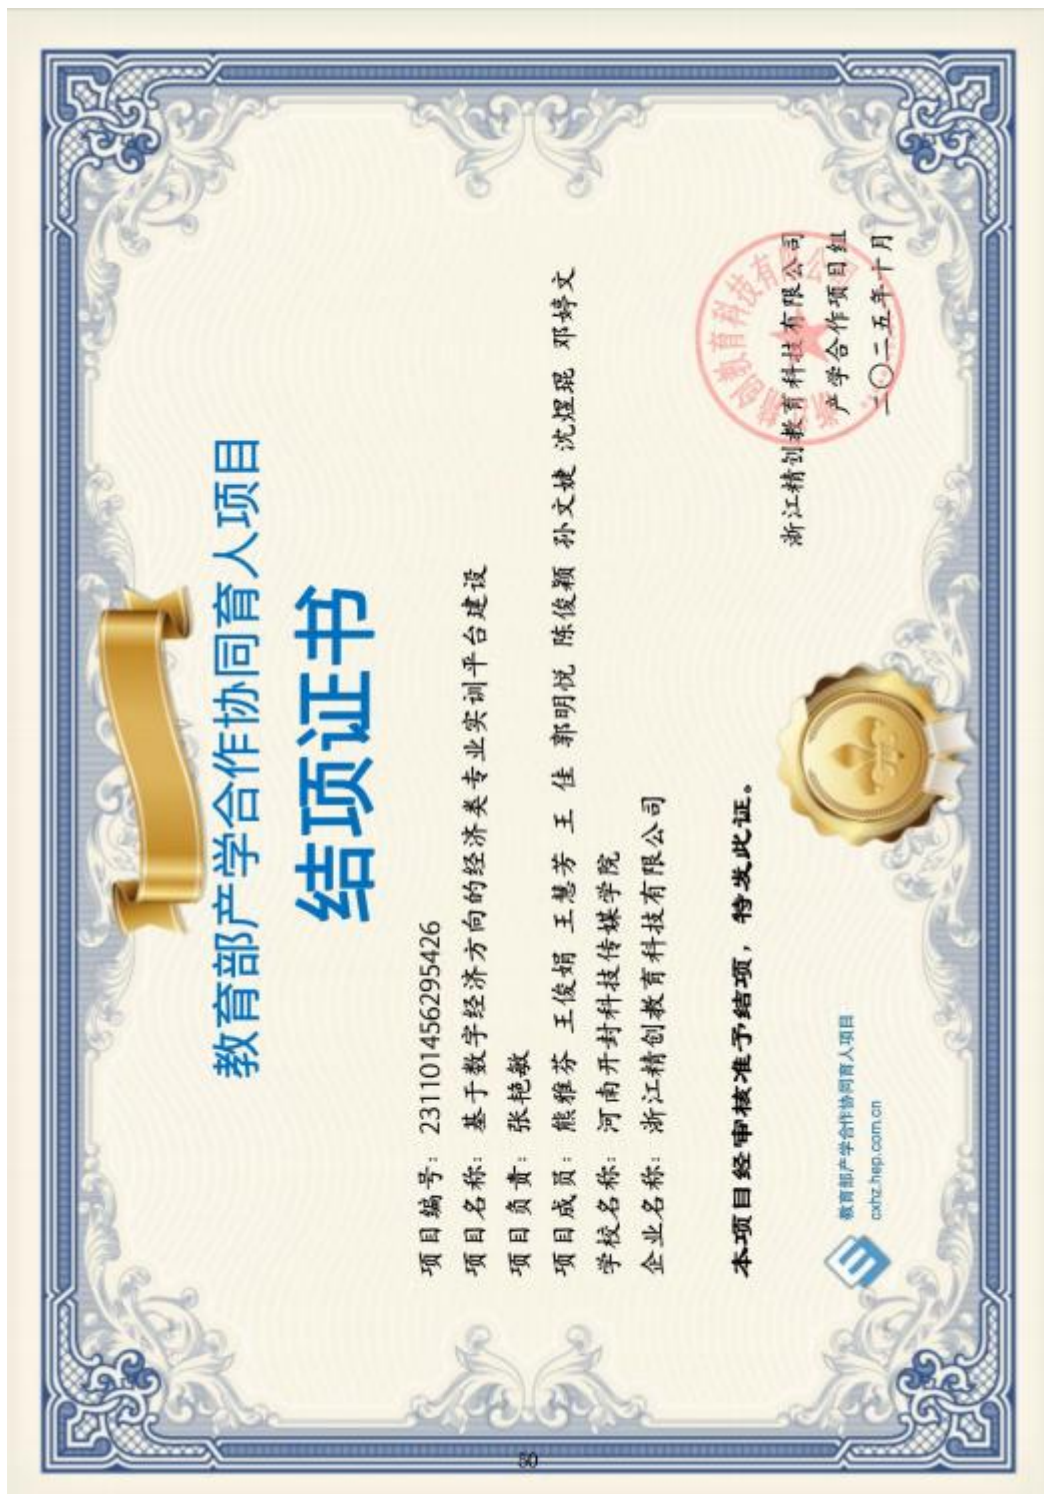 教育部产学合作协同育人项目
结项证书
项目编号：231101456295426
项目名称：基于数字经济方向的经济类专业实训平台建设
项目负责：张艳敏
项目成员：熊雅芬 王俊娟 王慧芳 王 佳 郭明悦 陈俊颖 孙文婕 沈煜琨 邓婷文
学校名称：河南开封科技传媒学院
企业名称：浙江精创教育科技有限公司
本项目经审核准予结项，特发此证。
浙江精创教育科技有限公司
产学合作项目组
二〇二五年十月
教育部产学合作协同育人项目
cxhz.hep.com.cn